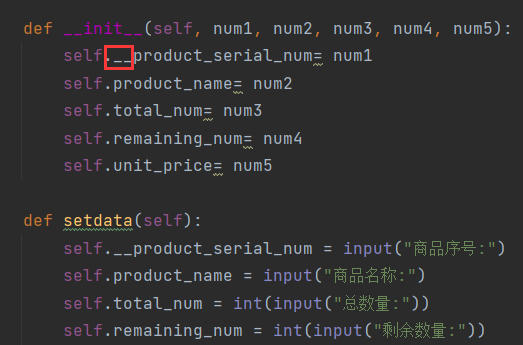 def __init__(self, num1, num2, num3, num4, num5):
self.__product_serial_num= num1
self.product_name= num2
self.total_num= num3
self.remaining_num= num4
self.unit_price= num5
def setdata(self):
self.__product_serial_num = input("商品序号:")
self.product_name = input("商品名称:")
self.total_num = int(input("总数量:"))
self.remaining_num = int(input("剩余数量:"))